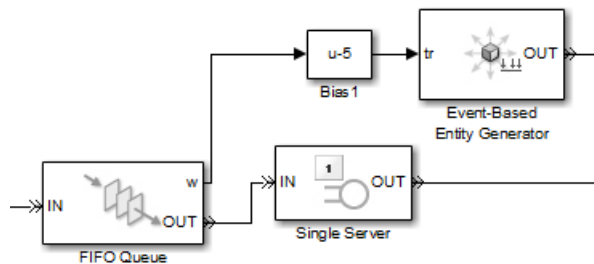 u-5
Bias1
tr
OUT
Event-Based
Entity Generator
IN
w
OUT
FIFO Queue
IN
1
OUT
Single Server